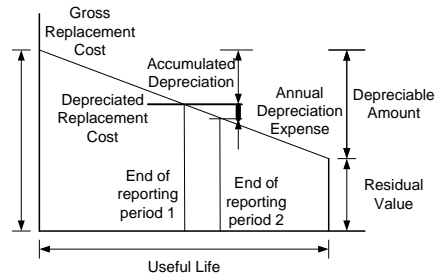 Gross
Replacement
Cost
Accumulated
Depreciation
Depreciated
Replacement
Cost
Annual
Depreciation
Expense
Depreciable
Amount
End of
reporting
period 1
End of
reporting
period 2
Residual
Value
Useful Life